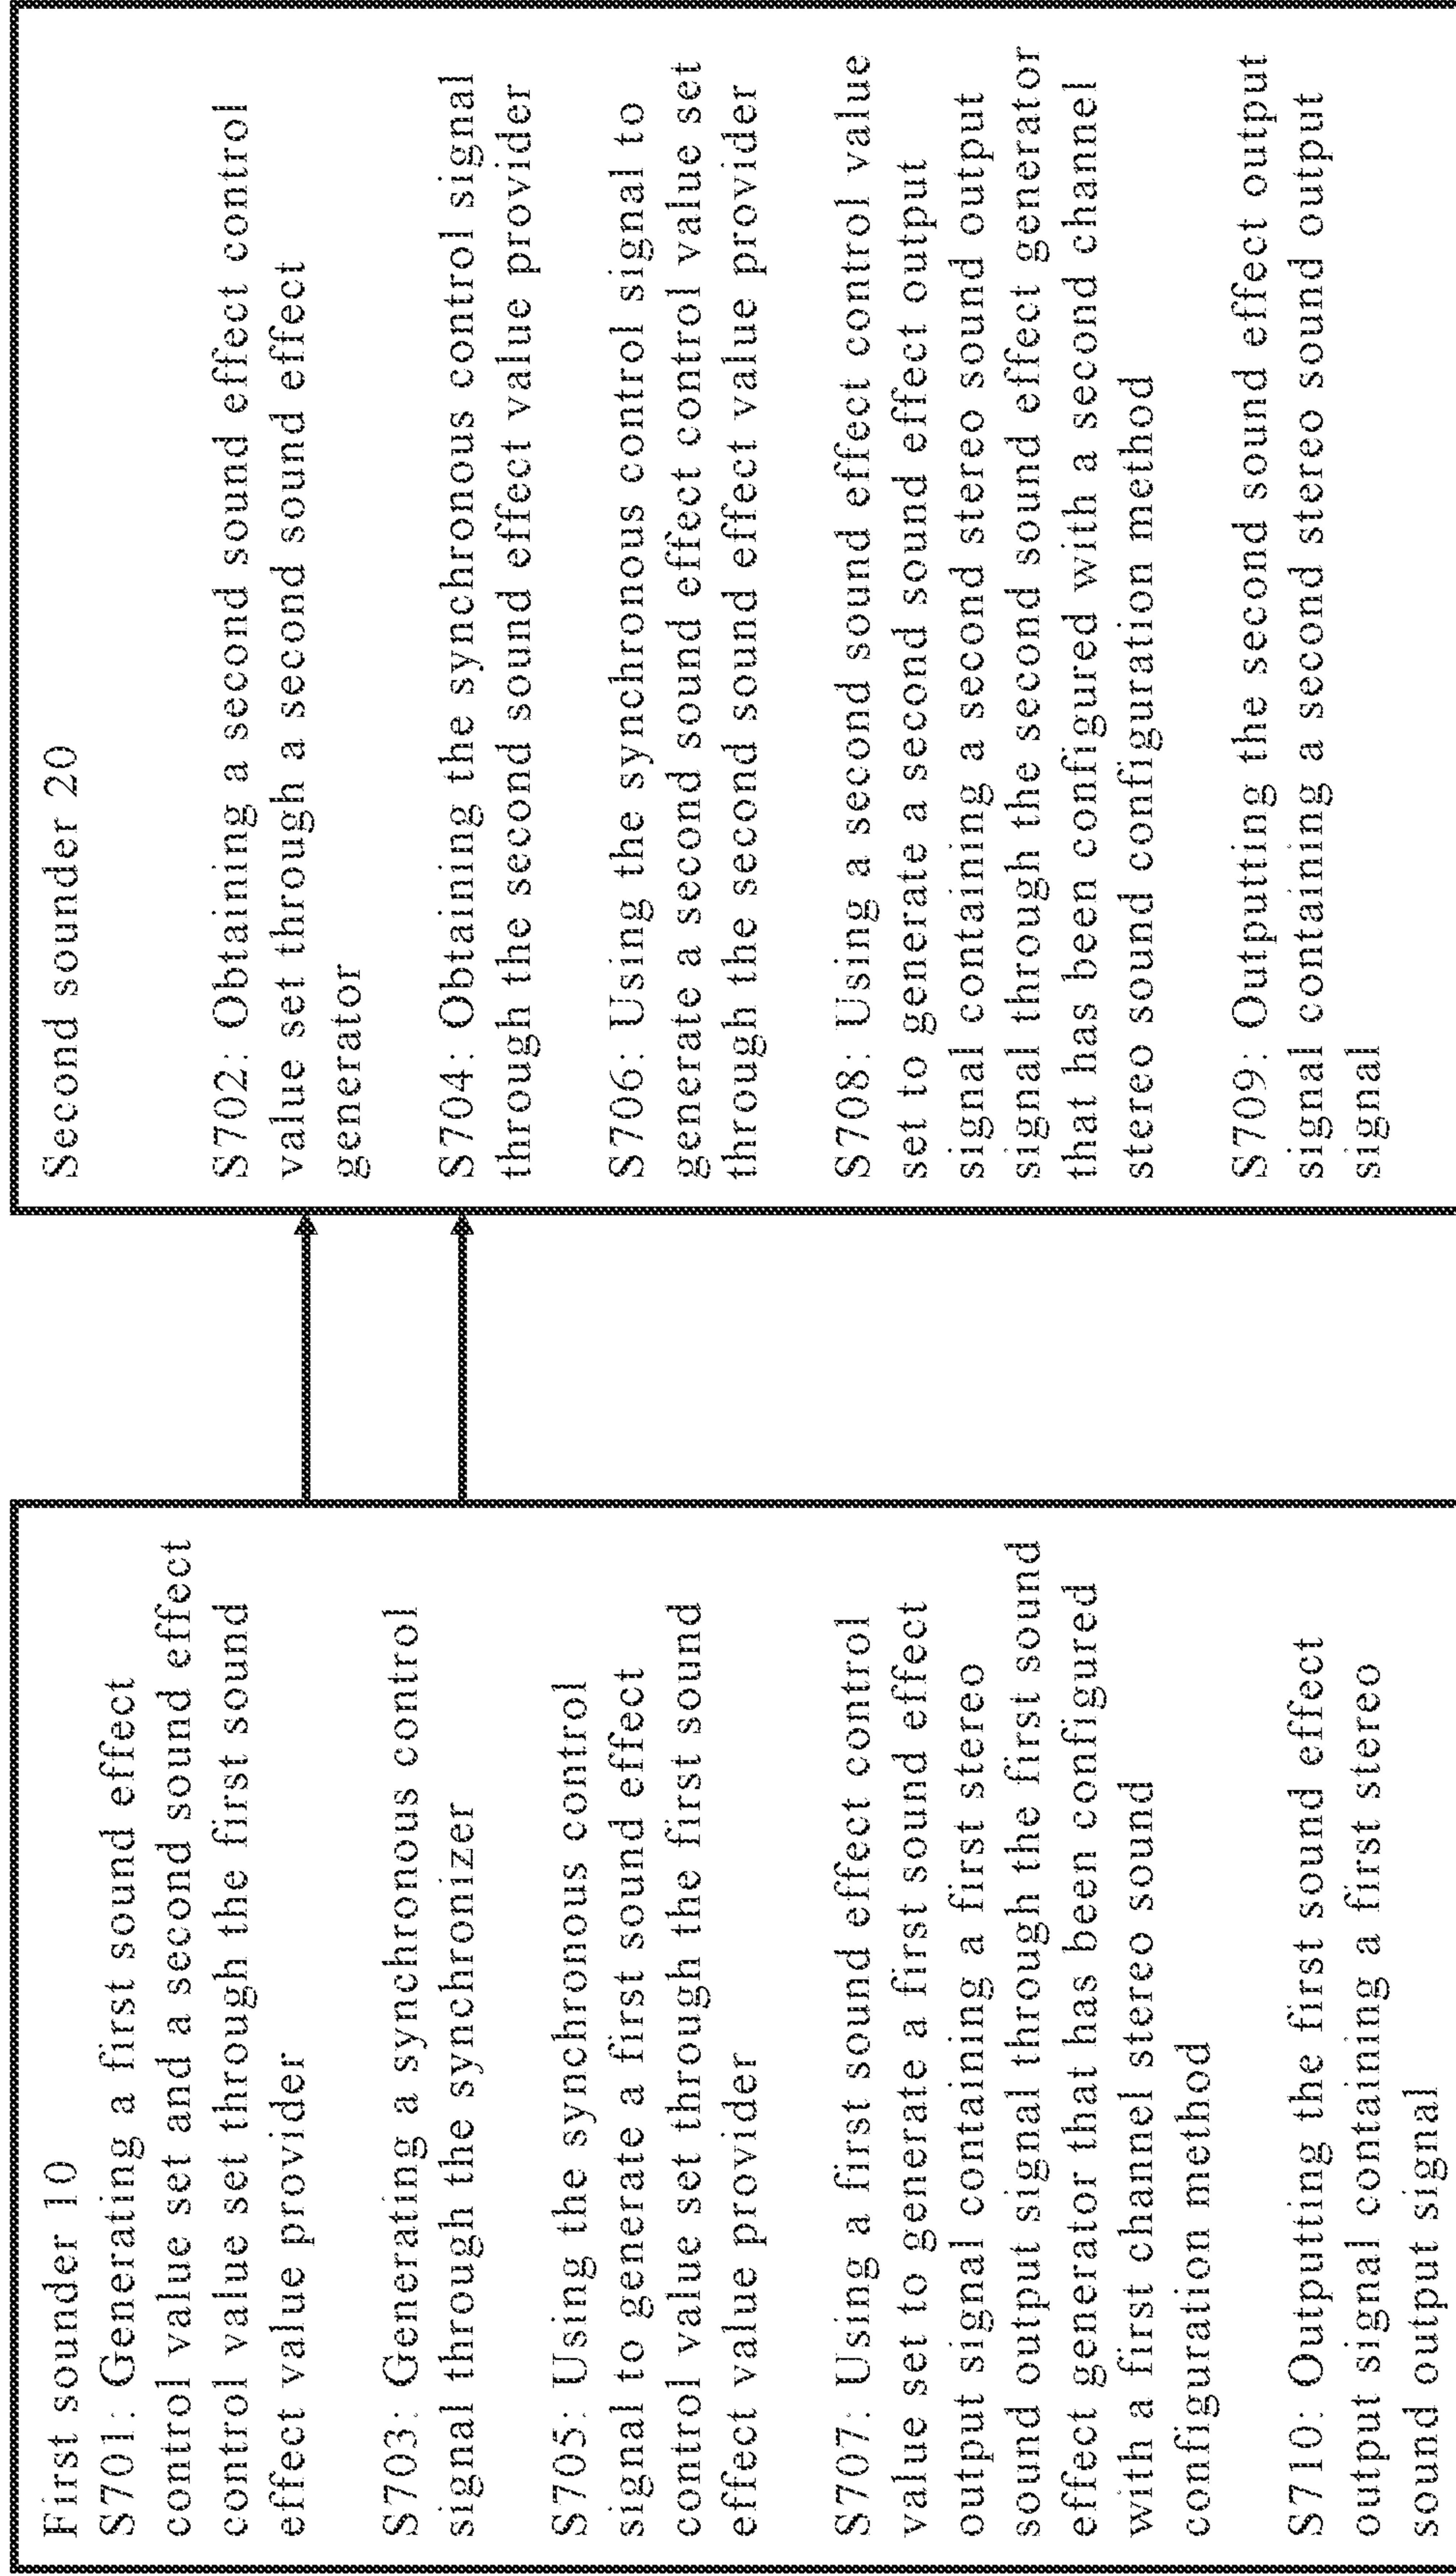 First sounder 10
S701: Generating a first sound effect
control value set and a second sound effect
control value set through the first sound
effect value provider
S703: Generating a synchronous control
signal through the synchronizer
S705: Using the synchronous control
signal to generate a first sound effect
control value set through the first sound
effect value provider
S707: Using a first sound effect control
value set to generate a first sound effect
output signal containing a first stereo
sound output signal through the first sound
effect generator that has been configured
with a first channel stereo sound
configuration method
S710: Outputting the first sound effect
output signal containing a first stereo
sound output signal
Second sounder 20
S702: Obtaining a second sound effect control
value set through a second sound effect
generator
S704: Obtaining the synchronous control signal
through the second sound effect value provider
S706: Using the synchronous control signal to
generate a second sound effect control value set
through the second sound effect value provider
S708: Using a second sound effect control value
set to generate a second sound effect output
signal containing a second stereo sound output
signal through the second sound effect generator
that has been configured with a second channel
stereo sound configuration method
S709: Outputting the second sound effect output
signal containing a second stereo sound output
signal